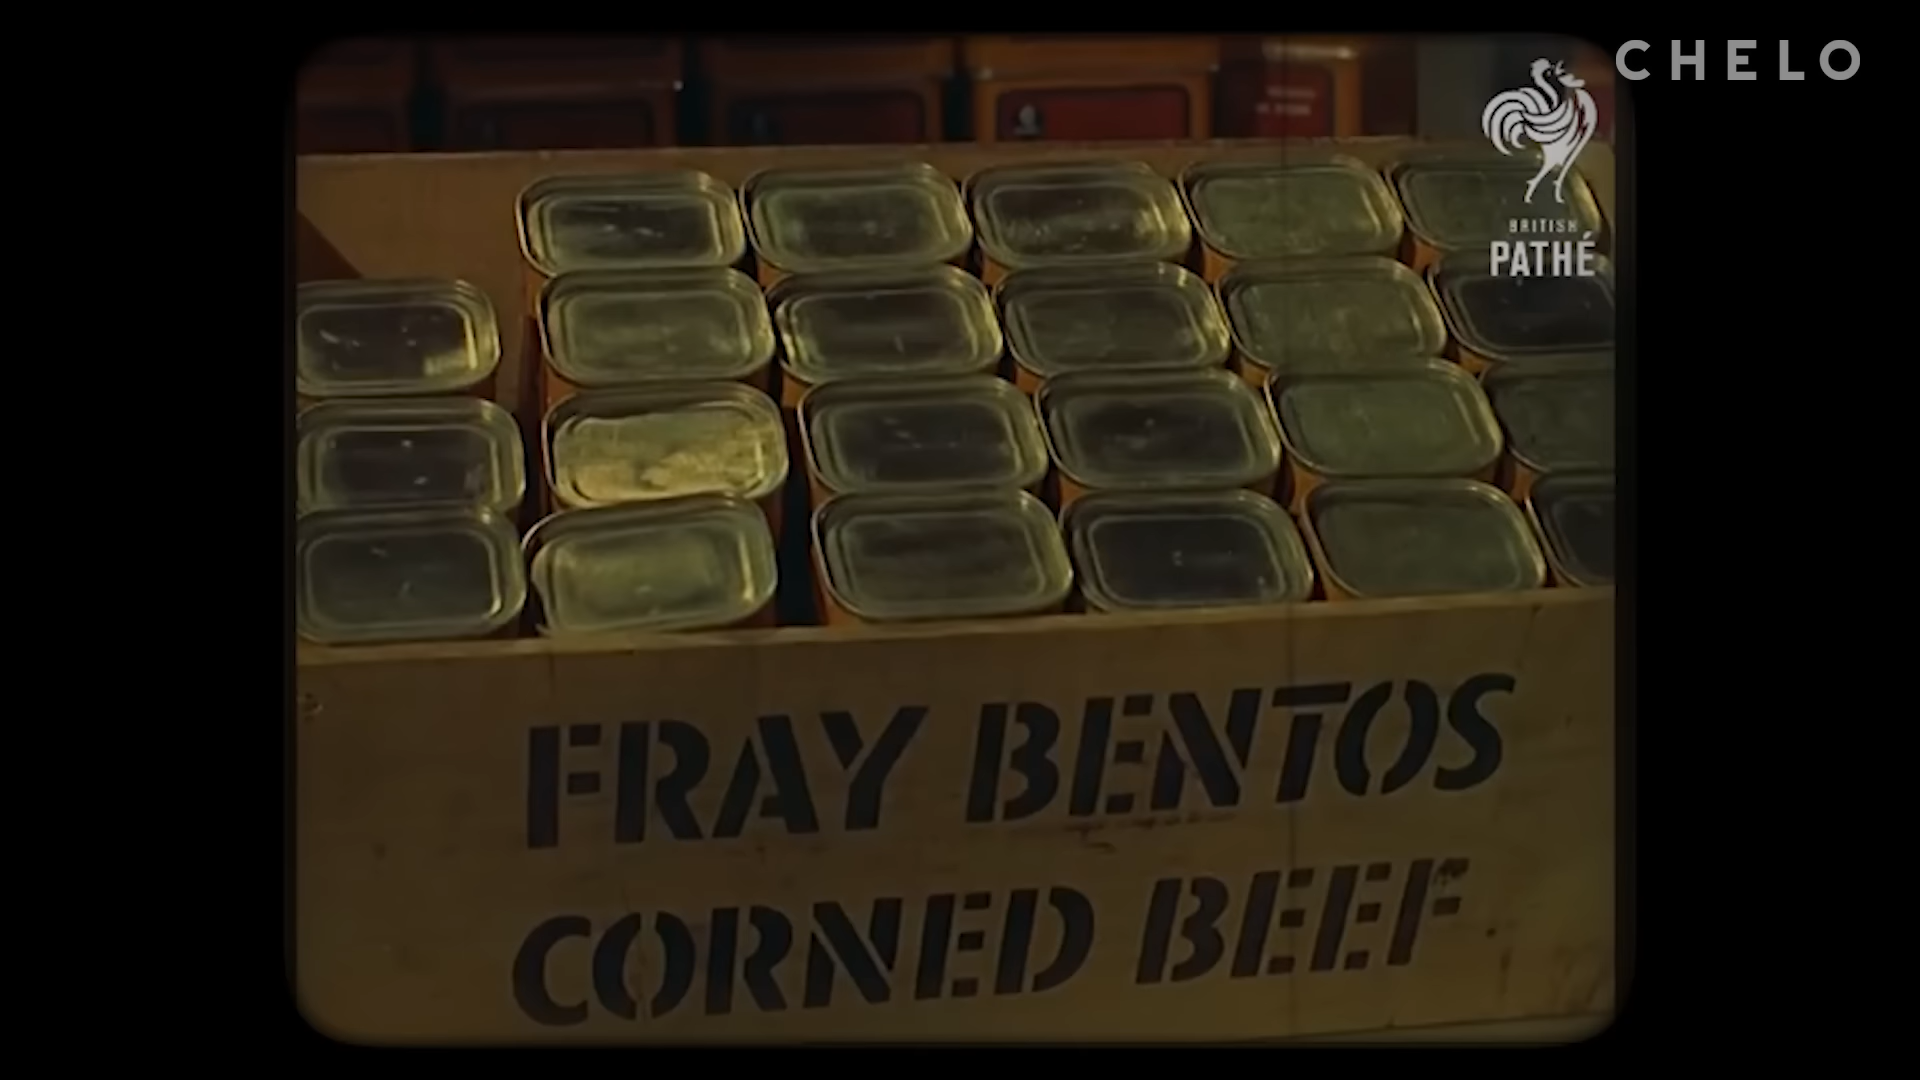 CHELO
BRITISH
PATHÉ
FRAY BENTOS
CORNED BEEF